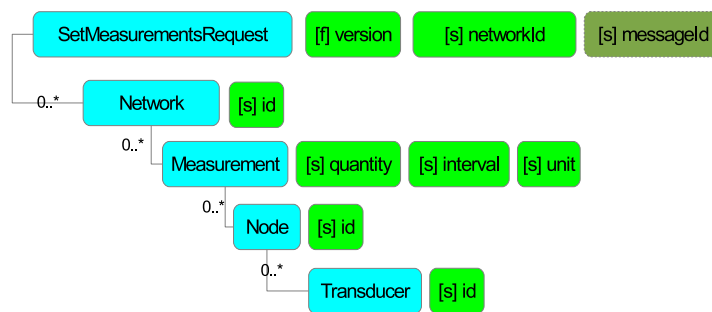 SetMeasurementsRequest [f] version [s] networkId [s] messageId
0..* Network [s] id
0..* Measurement [s] quantity [s] interval [s] unit
0..* Node [s] id
0..* Transducer [s] id